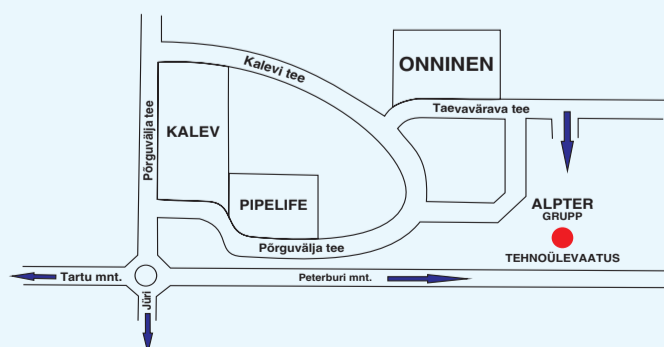 ONNINEN
Kalevi tee
Taevavärava tee
KALEV
Põrguvälja tee
PIPELIFE
ALPTER
GRUPP
TEHNOÜLEVAATUS
Põrguvälja tee
Tartu mnt.
Peterburi mnt.
Jüri